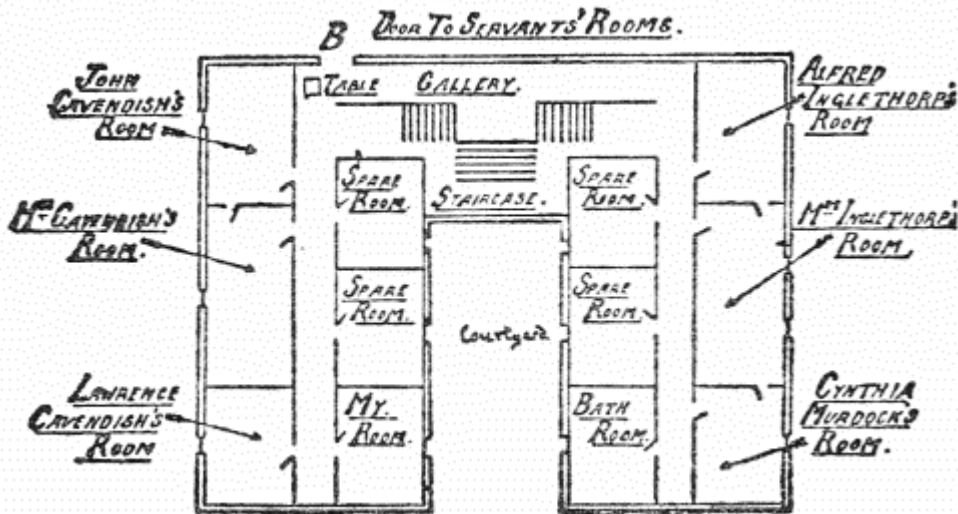 B DOOR TO SERVANTS' ROOMS.
JOHN
CAVENDISH'S
ROOM
TABLE GALLERY.
ALFRED
INGLETHORP'S
ROOM
SPARE
ROOM.
STAIRCASE.
SPARE
ROOM.
MRS CAVENDISH'S
ROOM.
MRS INGLETHORP'S
ROOM
SPARE
ROOM.
Courtyard
SPARE
ROOM.
LAWRENCE
CAVENDISH'S
ROOM
MY.
ROOM.
BATH
ROOM.
CYNTHIA
MURDOCK'S
ROOM.